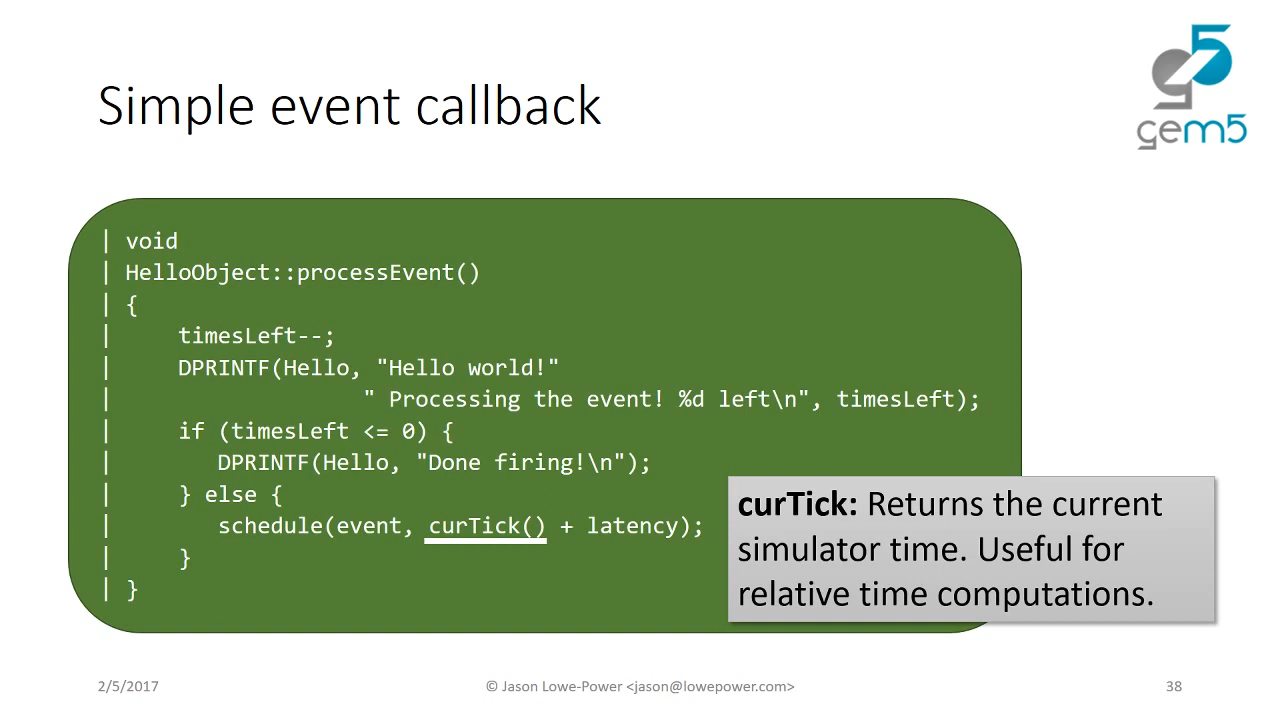 gem5
Simple event callback
| void
| HelloObject::processEvent()
| {
|     timesLeft--;
|     DPRINTF(Hello, "Hello world!"
|                   " Processing the event! %d left\n", timesLeft);
|     if (timesLeft <= 0) {
|        DPRINTF(Hello, "Done firing!\n");
|     } else {
|        schedule(event, curTick() + latency);
|     }
| }
curTick: Returns the current
simulator time. Useful for
relative time computations.
2/5/2017
© Jason Lowe-Power <jason@lowepower.com>
38